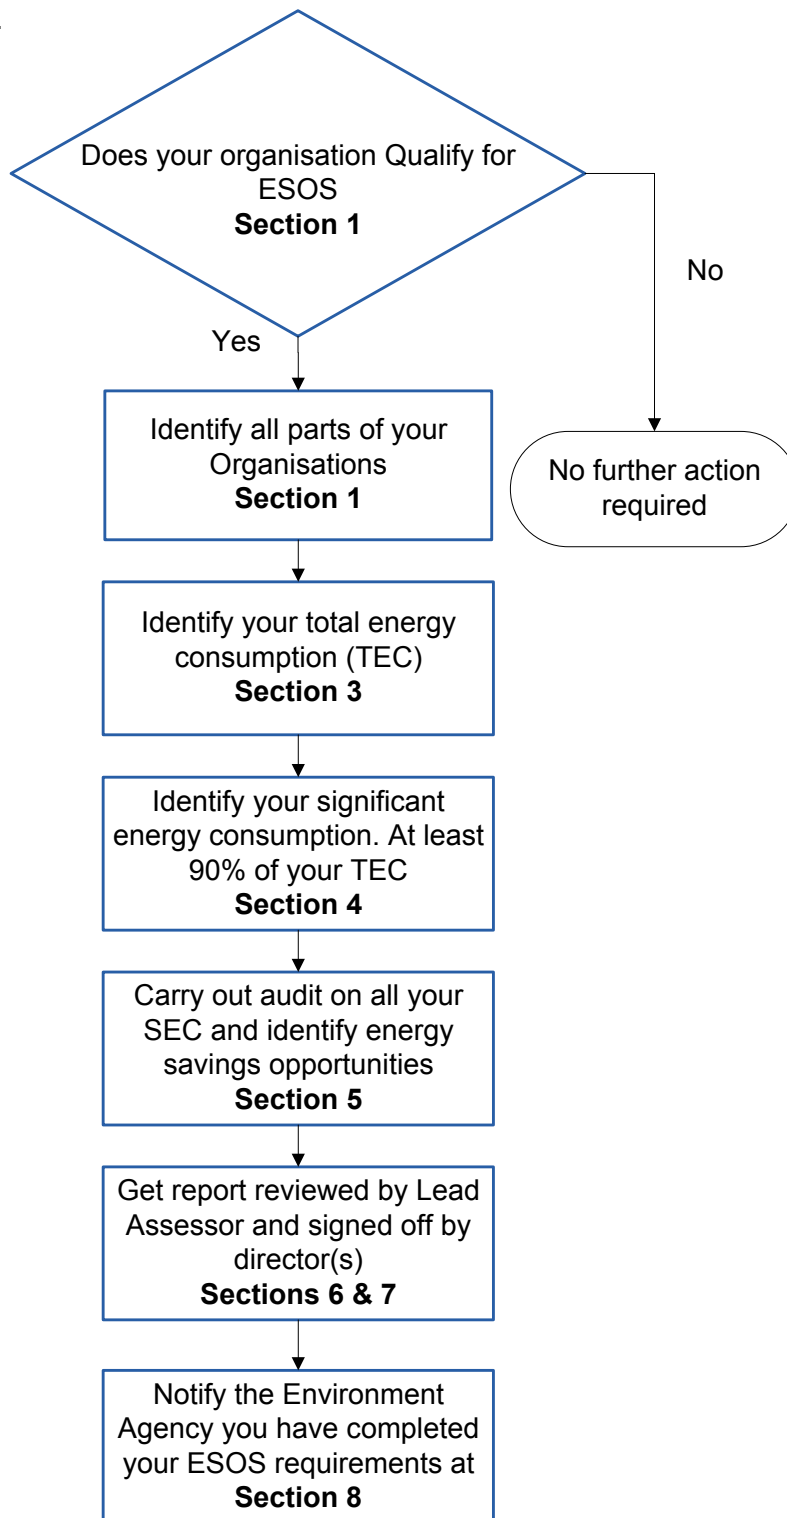 Does your organisation Qualify for
ESOS
Section 1
No
Yes
Identify all parts of your
Organisations
Section 1
No further action
required
Identify your total energy
consumption (TEC)
Section 3
Identify your significant
energy consumption. At least
90% of your TEC
Section 4
Carry out audit on all your
SEC and identify energy
savings opportunities
Section 5
Get report reviewed by Lead
Assessor and signed off by
director(s)
Sections 6 & 7
Notify the Environment
Agency you have completed
your ESOS requirements at
Section 8